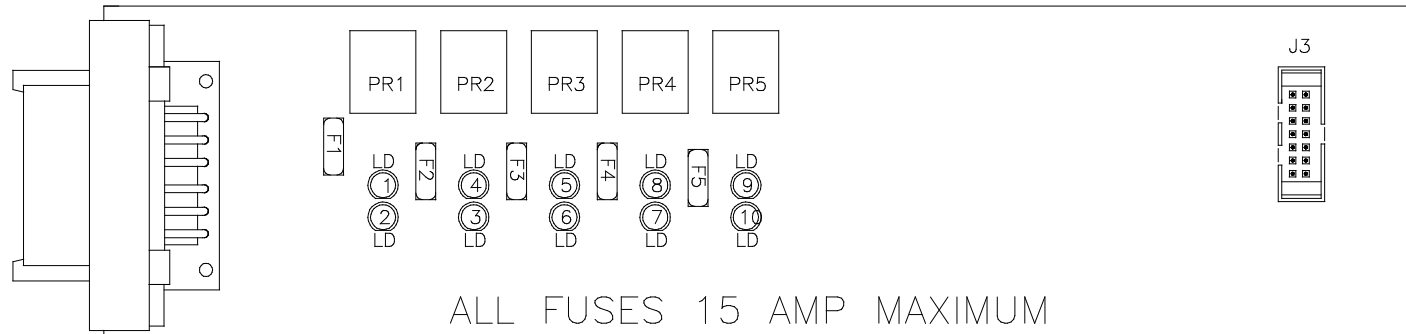 J3
PR1 PR2 PR3 PR4 PR5
F1 F2 F3 F4 F5
LD LD LD LD LD
1 4 5 8 9
2 3 6 7 10
LD LD LD LD LD
ALL FUSES 15 AMP MAXIMUM